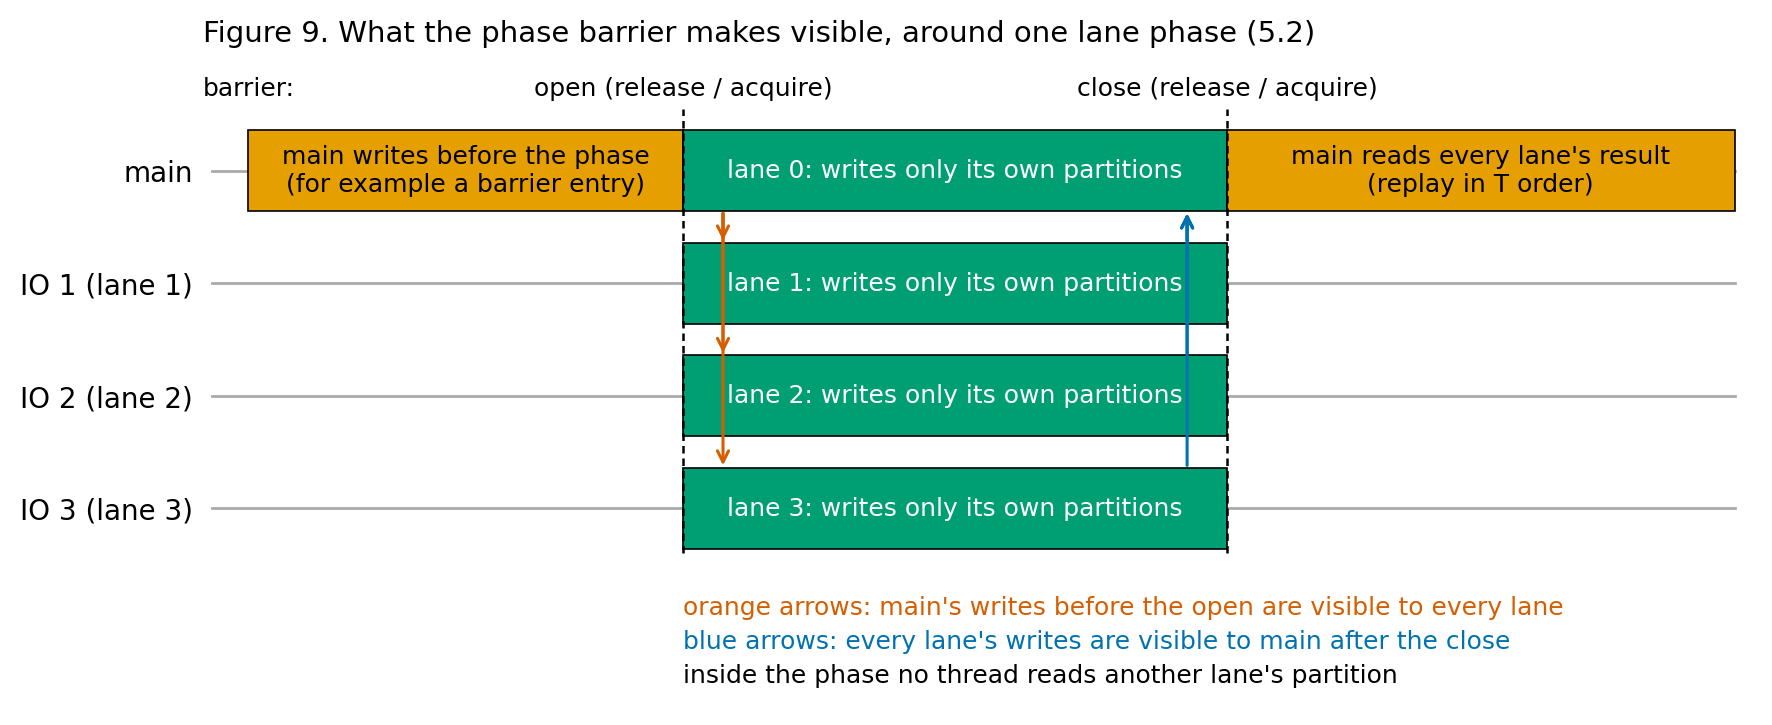 Figure 9. What the phase barrier makes visible, around one lane phase (5.2)
barrier:
open (release / acquire)
close (release / acquire)
main
main writes before the phase
(for example a barrier entry)
lane 0: writes only its own partitions
main reads every lane's result
(replay in T order)
IO 1 (lane 1)
lane 1: writes only its own partitions
IO 2 (lane 2)
lane 2: writes only its own partitions
IO 3 (lane 3)
lane 3: writes only its own partitions
orange arrows: main's writes before the open are visible to every lane
blue arrows: every lane's writes are visible to main after the close
inside the phase no thread reads another lane's partition